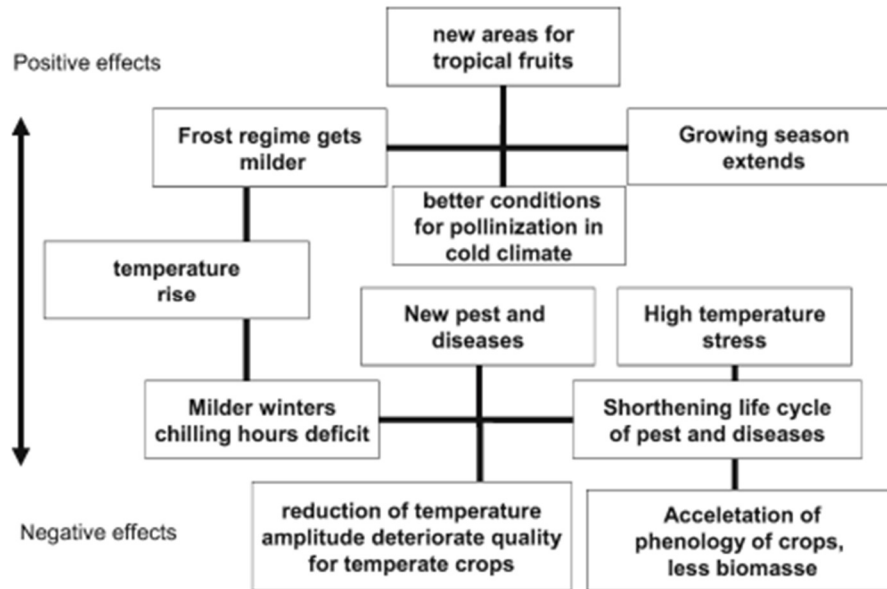 new areas for
tropical fruits
Positive effects
Frost regime gets
milder
Growing season
extends
better conditions
for pollinization in
cold climate
temperature
rise
New pest and
diseases
High temperature
stress
Milder winters
chilling hours deficit
Shortening life cycle
of pest and diseases
Negative effects
reduction of temperature
amplitude deteriorate quality
for temperate crops
Acceletation of
phenology of crops,
less biomasse